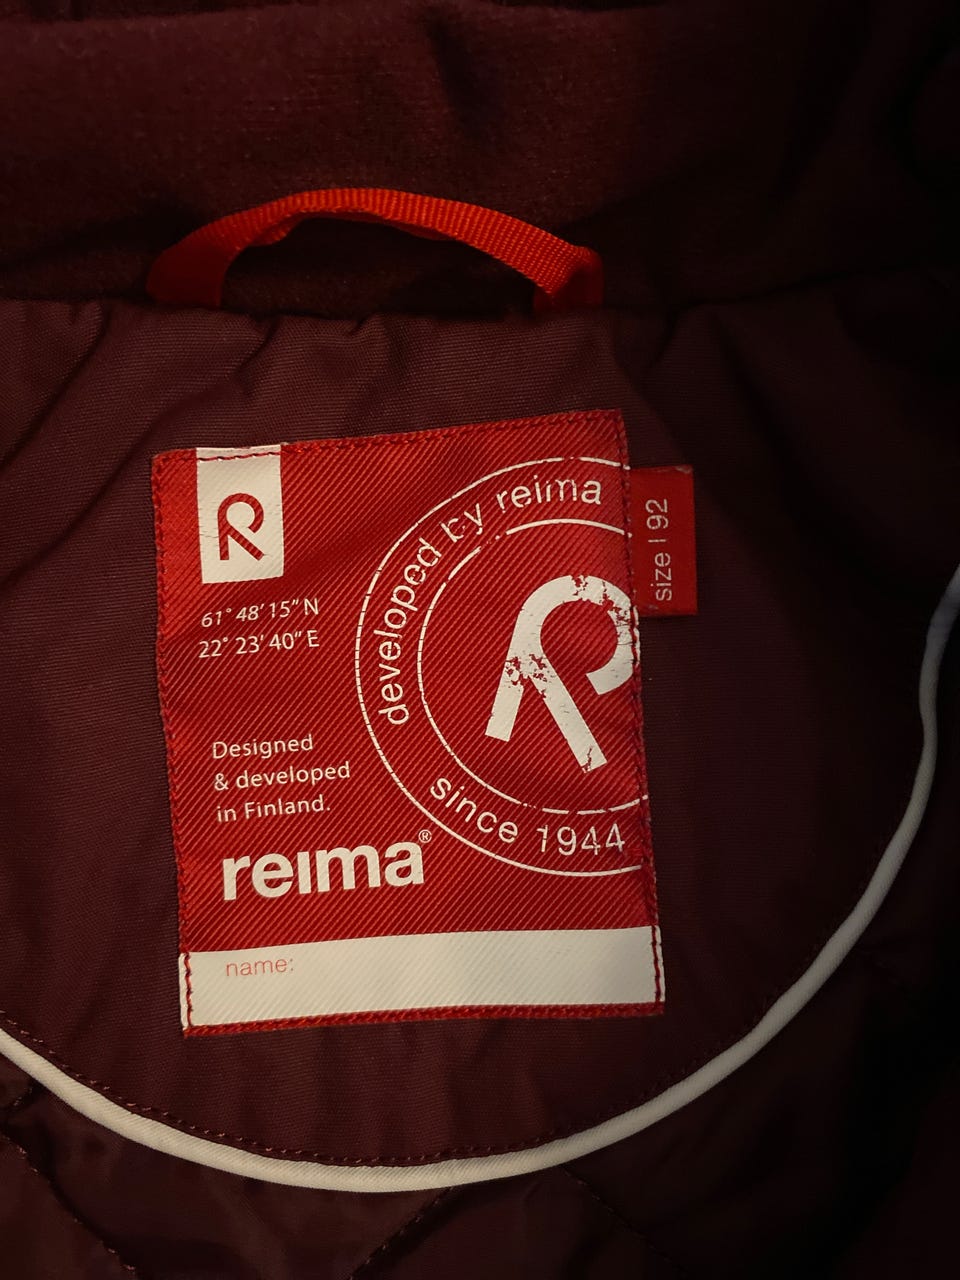 R
61° 48' 15" N
22° 23' 40" E
Designed
& developed
in Finland.
reima®
name:
developed by reima
R
since 1944
size | 92